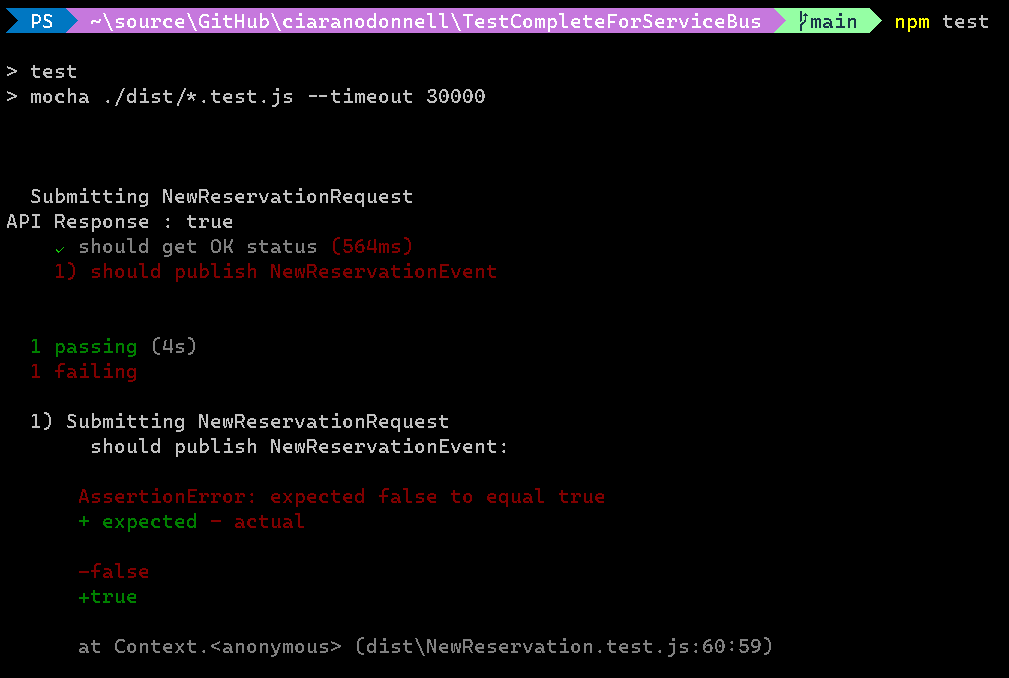 PS ~\source\GitHub\ciaranodonnell\TestCompleteForServiceBus main npm test
> test
> mocha ./dist/*.test.js --timeout 30000
Submitting NewReservationRequest
API Response : true
✓ should get OK status (564ms)
1) should publish NewReservationEvent
1 passing (4s)
1 failing
1) Submitting NewReservationRequest
should publish NewReservationEvent:
AssertionError: expected false to equal true
+ expected - actual
-false
+true
at Context.<anonymous> (dist\NewReservation.test.js:60:59)